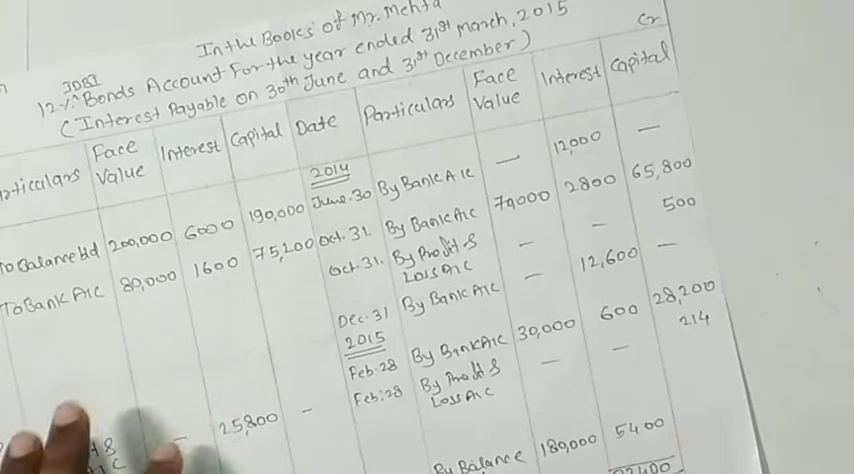 In the Books of Mr. Mehta
IDBI
12% Bonds Account For the year ended 31st March, 2015
(Interest Payable on 30th June and 31st December)
Cr
Particulars Face Value Interest Capital Date Particulars Face Value Interest Capital
2014
To Balance b/d 200,000 6000 190,000 June.30 By Bank A/c — 12000 —
To Bank A/c 80,000 1600 75,200 Oct.31. By Bank A/c 70,000 2800 65,800
Oct.31. By Profit & Loss A/c — — 500
Dec.31 By Bank A/c — 12,600 —
2015
Feb.28 By Bank A/c 30,000 600 28,200
Feb:28 By Profit & Loss A/c — — 214
— 25,800 —
By Balance 180,000 5400